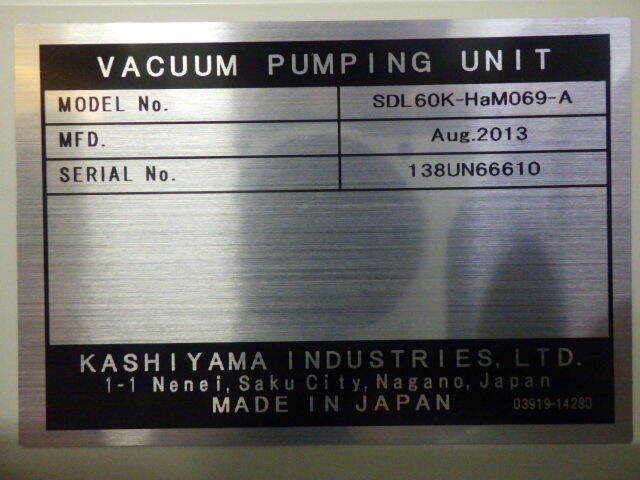 VACUUM PUMPING UNIT
MODEL No. SDL60K-HaM069-A
MFD. Aug.2013
SERIAL No. 138UN66610
KASHIYAMA INDUSTRIES, LTD.
1-1 Nenei, Saku City, Nagano, Japan
MADE IN JAPAN 03919-14280